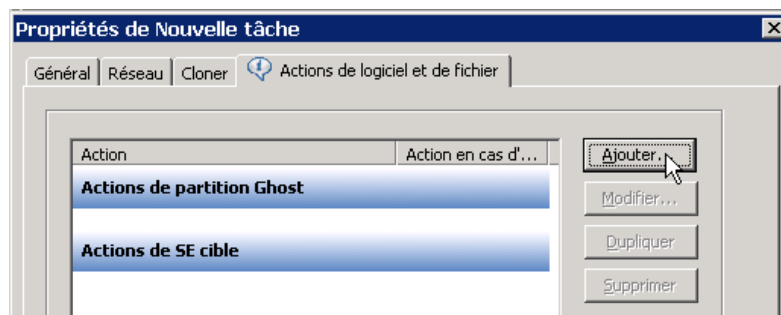 Propriétés de Nouvelle tâche
Général Réseau Cloner Actions de logiciel et de fichier
Action Action en cas d'...
Ajouter...
Actions de partition Ghost
Modifier...
Dupliquer
Actions de SE cible
Supprimer